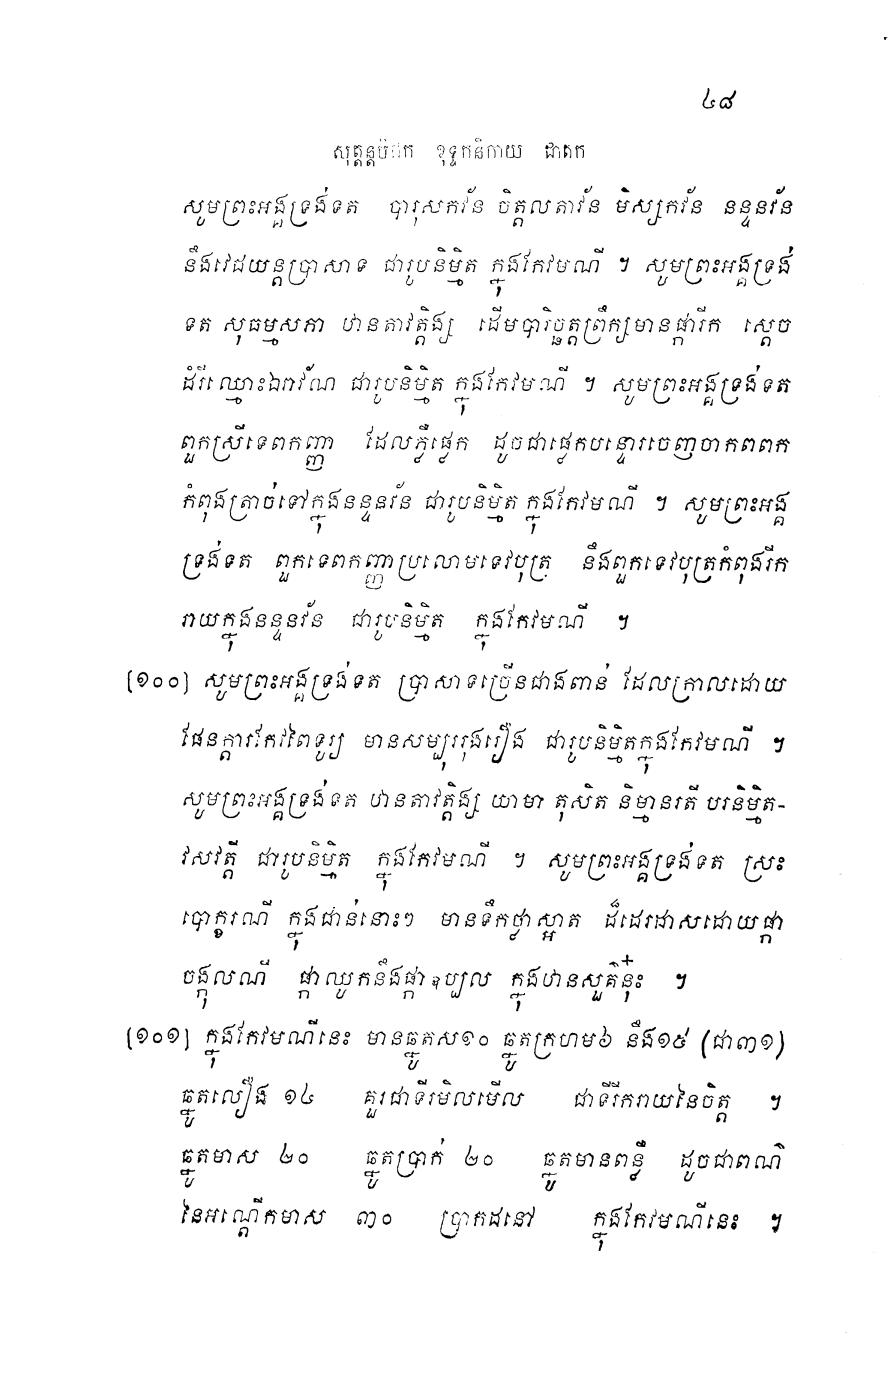 ៤៨
សុត្តន្តបិដក ខុទ្ទកនិកាយ ជាតក
សូមព្រះអង្គទ្រង់ទត បារុសកវ័ន ចិត្តលតាវ័ន មិស្សកវ័ន នន្ទនវ័ន
នឹងវេជយន្តប្រាសាទ ជារូបនិម្មិត ក្នុងកែវមណី ។ សូមព្រះអង្គទ្រង់
ទត សុធម្មសភា ឋានតាវត្តិង្ស ដើមបារិច្ឆត្តព្រឹក្សមានផ្ការីក ស្តេច
ដំរីឈ្មោះឯរាវ័ណ ជារូបនិម្មិត ក្នុងកែវមណី ។ សូមព្រះអង្គទ្រង់ទត
ពួកស្រីទេពកញ្ញា ដែលភ្លឺផ្លេក ដូចជាផ្លេកបន្ទោរចេញចាកពពក
កំពុងត្រាច់ទៅក្នុងនន្ទនវ័ន ជារូបនិម្មិត ក្នុងកែវមណី ។ សូមព្រះអង្គ
ទ្រង់ទត ពួកទេពកញ្ញាប្រលោមទេវបុត្រ នឹងពួកទេវបុត្រកំពុងរីក
រាយក្នុងនន្ទនវ័ន ជារូបនិម្មិត ក្នុងកែវមណី ។
[១០០] សូមព្រះអង្គទ្រង់ទត ប្រាសាទច្រើនជាងពាន់ ដែលក្រាលដោយ
ផែនក្តារកែវពៃទូរ្យ មានសម្បុររុងរឿង ជារូបនិម្មិតក្នុងកែវមណី ។
សូមព្រះអង្គទ្រង់ទត ឋានតាវត្តិង្ស យាមា តុសិត និម្មានរតី បរនិម្មិត-
វសវត្តី ជារូបនិម្មិត ក្នុងកែវមណី ។ សូមព្រះអង្គទ្រង់ទត ស្រះ
បោក្ខរណី ក្នុងជាន់នោះៗ មានទឹកថ្លាស្អាត ដ៏ដេរដាសដោយផ្កា
ចង្កុលណី ផ្កាឈូកនឹងផ្កាឧប្បល ក្នុងឋានសួគ៌នុ៎ះ ។
[១០១] ក្នុងកែវមណីនេះ មានឆ្នូតស១០ ឆ្នូតក្រហម៦ នឹង១៥ (ជា៣១)
ឆ្នូតលឿង ១៤ គួរជាទីរមិលមើល ជាទីរីករាយនៃចិត្ត ។
ឆ្នូតមាស ២០ ឆ្នូតប្រាក់ ២០ ឆ្នូតមានពន្លឺ ដូចជាពណ៌
នៃអណ្តើកមាស ៣០ ប្រាកដនៅ ក្នុងកែវមណីនេះ ។